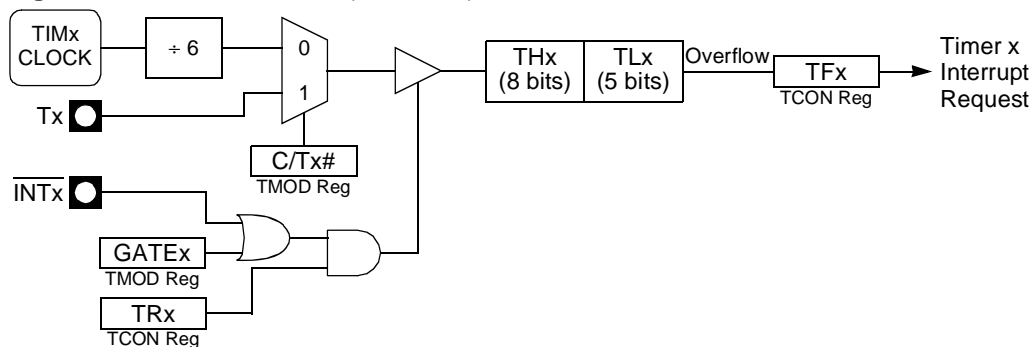 TIMx
CLOCK
÷ 6
0
1
Tx
C/Tx#
TMOD Reg
THx
(8 bits)
TLx
(5 bits)
Overflow
TFx
TCON Reg
Timer x
Interrupt
Request
INTx
GATEx
TMOD Reg
TRx
TCON Reg